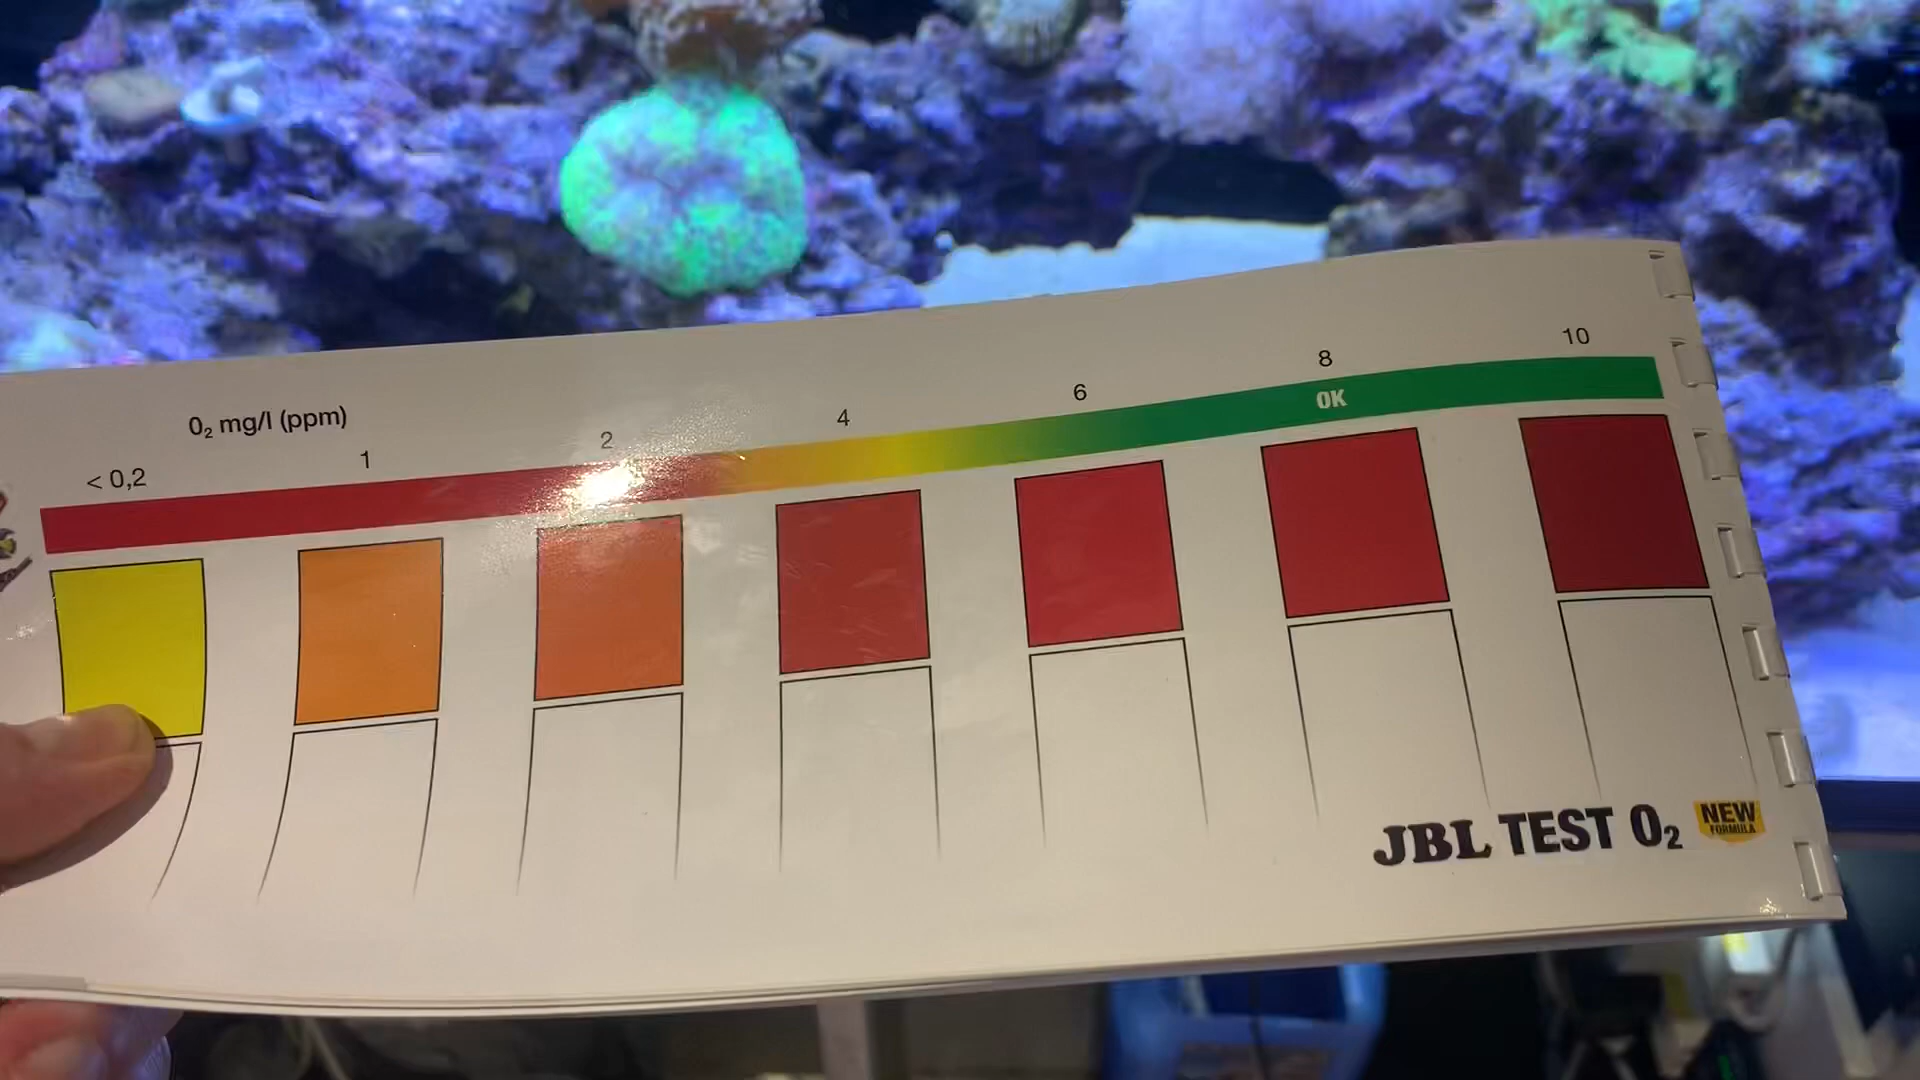 O₂ mg/l (ppm)
< 0,2 1 2 4 6 8 10
OK
JBL TEST O₂ NEW
FORMULA